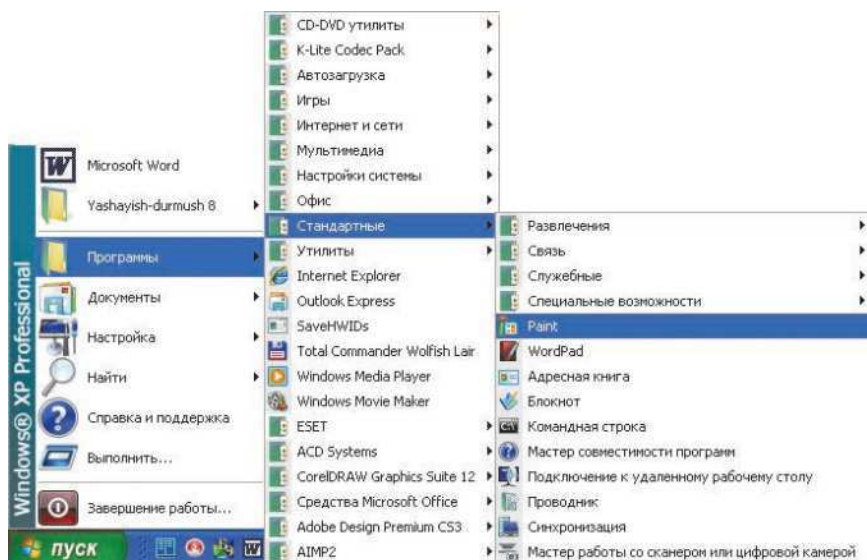 Windows® XP Professional
Microsoft Word
Yashayish-durmush 8
Программы
Документы
Настройка
Найти
Справка и поддержка
Выполнить...
Завершение работы...
пуск
CD-DVD утилиты
K-Lite Codec Pack
Автозагрузка
Игры
Интернет и сети
Мультимедиа
Настройки системы
Офис
Стандартные
Утилиты
Internet Explorer
Outlook Express
SaveHWIDs
Total Commander Wolfish Lair
Windows Media Player
Windows Movie Maker
ESET
ACD Systems
CorelDRAW Graphics Suite 12
Средства Microsoft Office
Adobe Design Premium CS3
AIMP2
Развлечения
Связь
Служебные
Специальные возможности
Paint
WordPad
Адресная книга
Блокнот
Командная строка
Мастер совместимости программ
Подключение к удаленному рабочему столу
Проводник
Синхронизация
Мастер работы со сканером или цифровой камерой